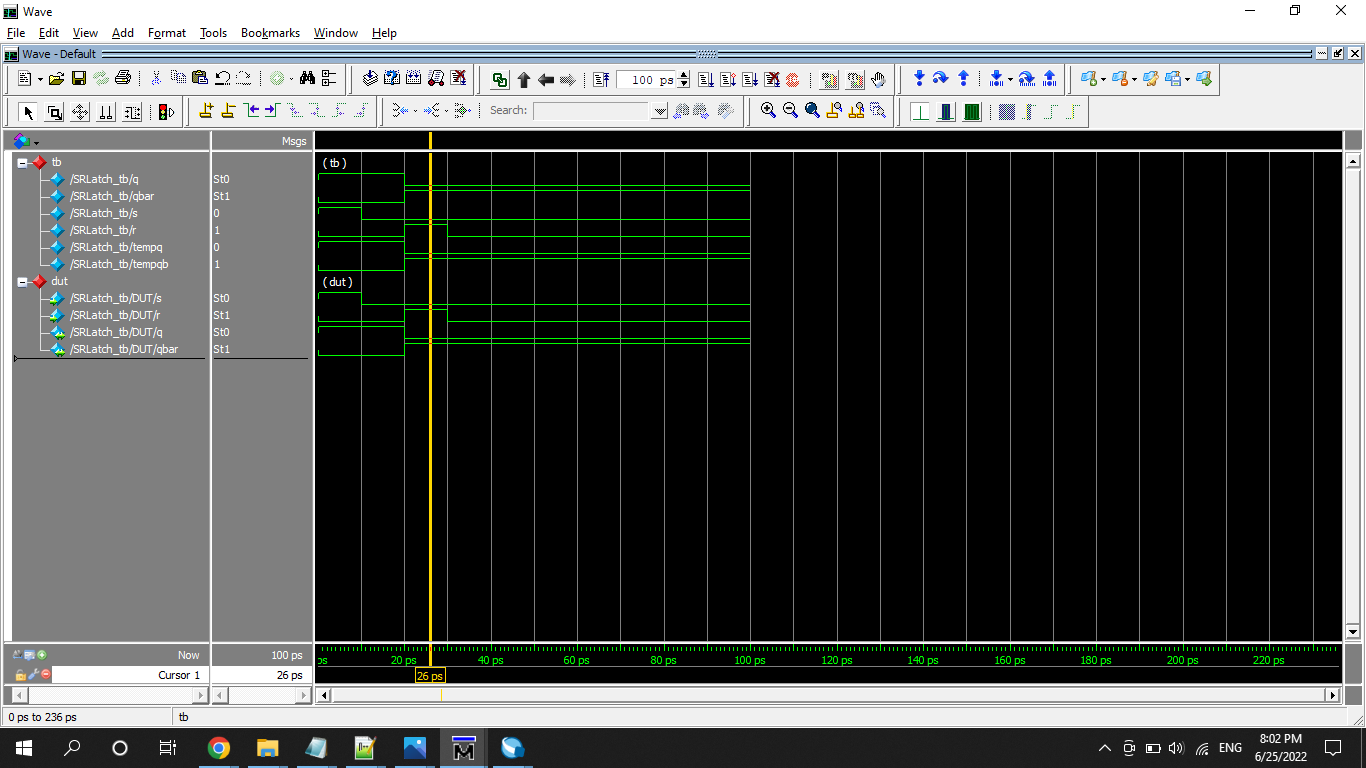 Wave
File Edit View Add Format Tools Bookmarks Window Help
Wave - Default
100 ps
Search:
Msgs
tb
(tb)
/SRLatch_tb/q St0
/SRLatch_tb/qbar St1
/SRLatch_tb/s 0
/SRLatch_tb/r 1
/SRLatch_tb/tempq 0
/SRLatch_tb/tempqb 1
dut
(dut)
/SRLatch_tb/DUT/s St0
/SRLatch_tb/DUT/r St1
/SRLatch_tb/DUT/q St0
/SRLatch_tb/DUT/qbar St1
Now 100 ps
ps 20 ps 40 ps 60 ps 80 ps 100 ps 120 ps 140 ps 160 ps 180 ps 200 ps 220 ps
Cursor 1 26 ps
26 ps
0 ps to 236 ps tb
ENG
8:02 PM
6/25/2022